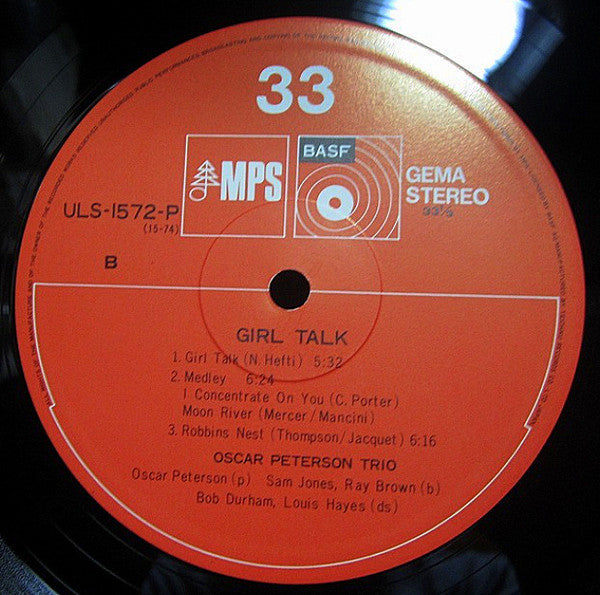 33
MPS
BASF
GEMA
STEREO
33⅓
ULS-1572-P
(15-74)
B
GIRL TALK
1. Girl Talk (N. Hefti) 5:32
2. Medley 6:24
I Concentrate On You (C. Porter)
Moon River (Mercer/Mancini)
3. Robbins Nest (Thompson/Jacquet) 6:16
OSCAR PETERSON TRIO
Oscar Peterson (p) Sam Jones, Ray Brown (b)
Bob Durham, Louis Hayes (ds)